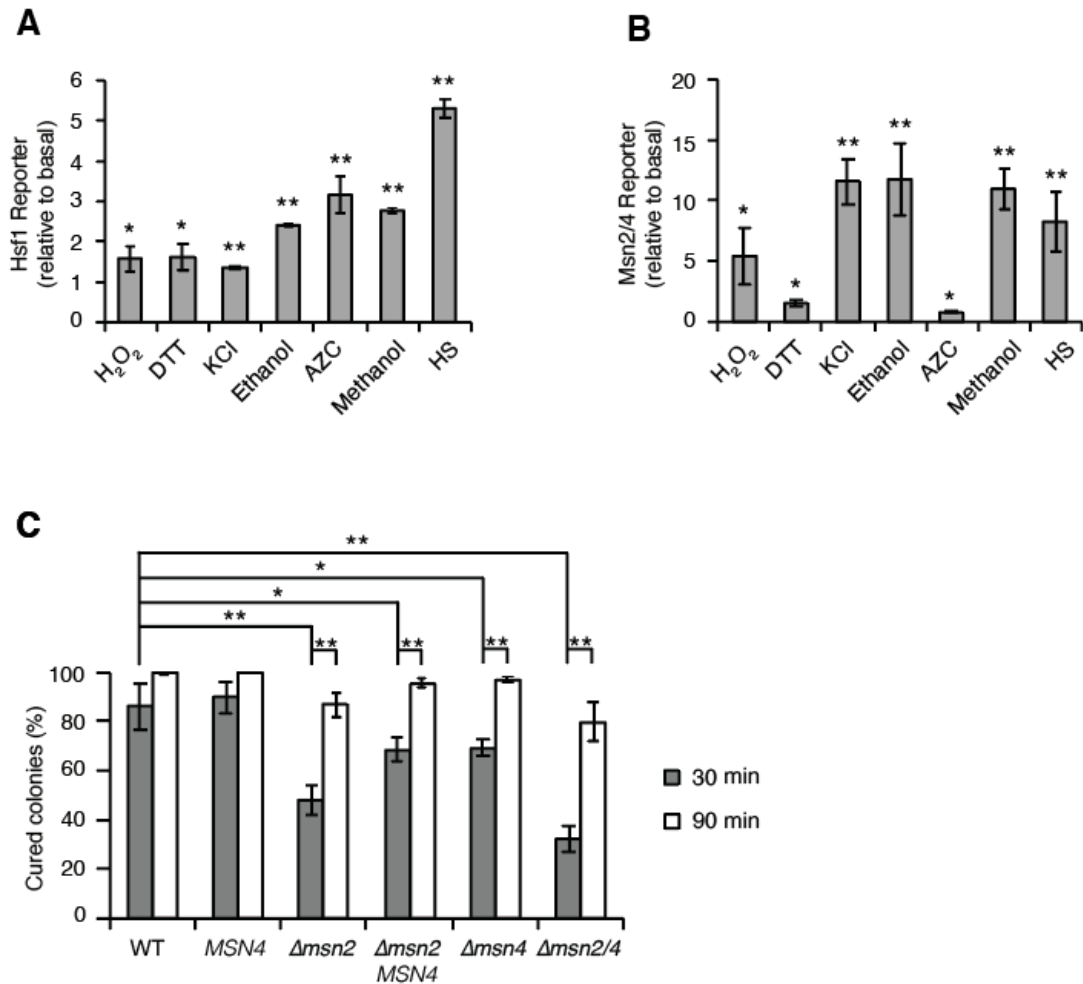 A
Hsf1 Reporter
(relative to basal)
6
5
4
3
2
1
0
*
*
**
**
**
**
**
H₂O₂
DTT
KCl
Ethanol
AZC
Methanol
HS
B
Msn2/4 Reporter
(relative to basal)
20
15
10
5
0
*
*
**
**
*
**
**
H₂O₂
DTT
KCl
Ethanol
AZC
Methanol
HS
C
**
*
*
**
**
**
**
**
Cured colonies (%)
100
80
60
40
20
0
WT
MSN4
Δmsn2
Δmsn2
MSN4
Δmsn4
Δmsn2/4
30 min
90 min